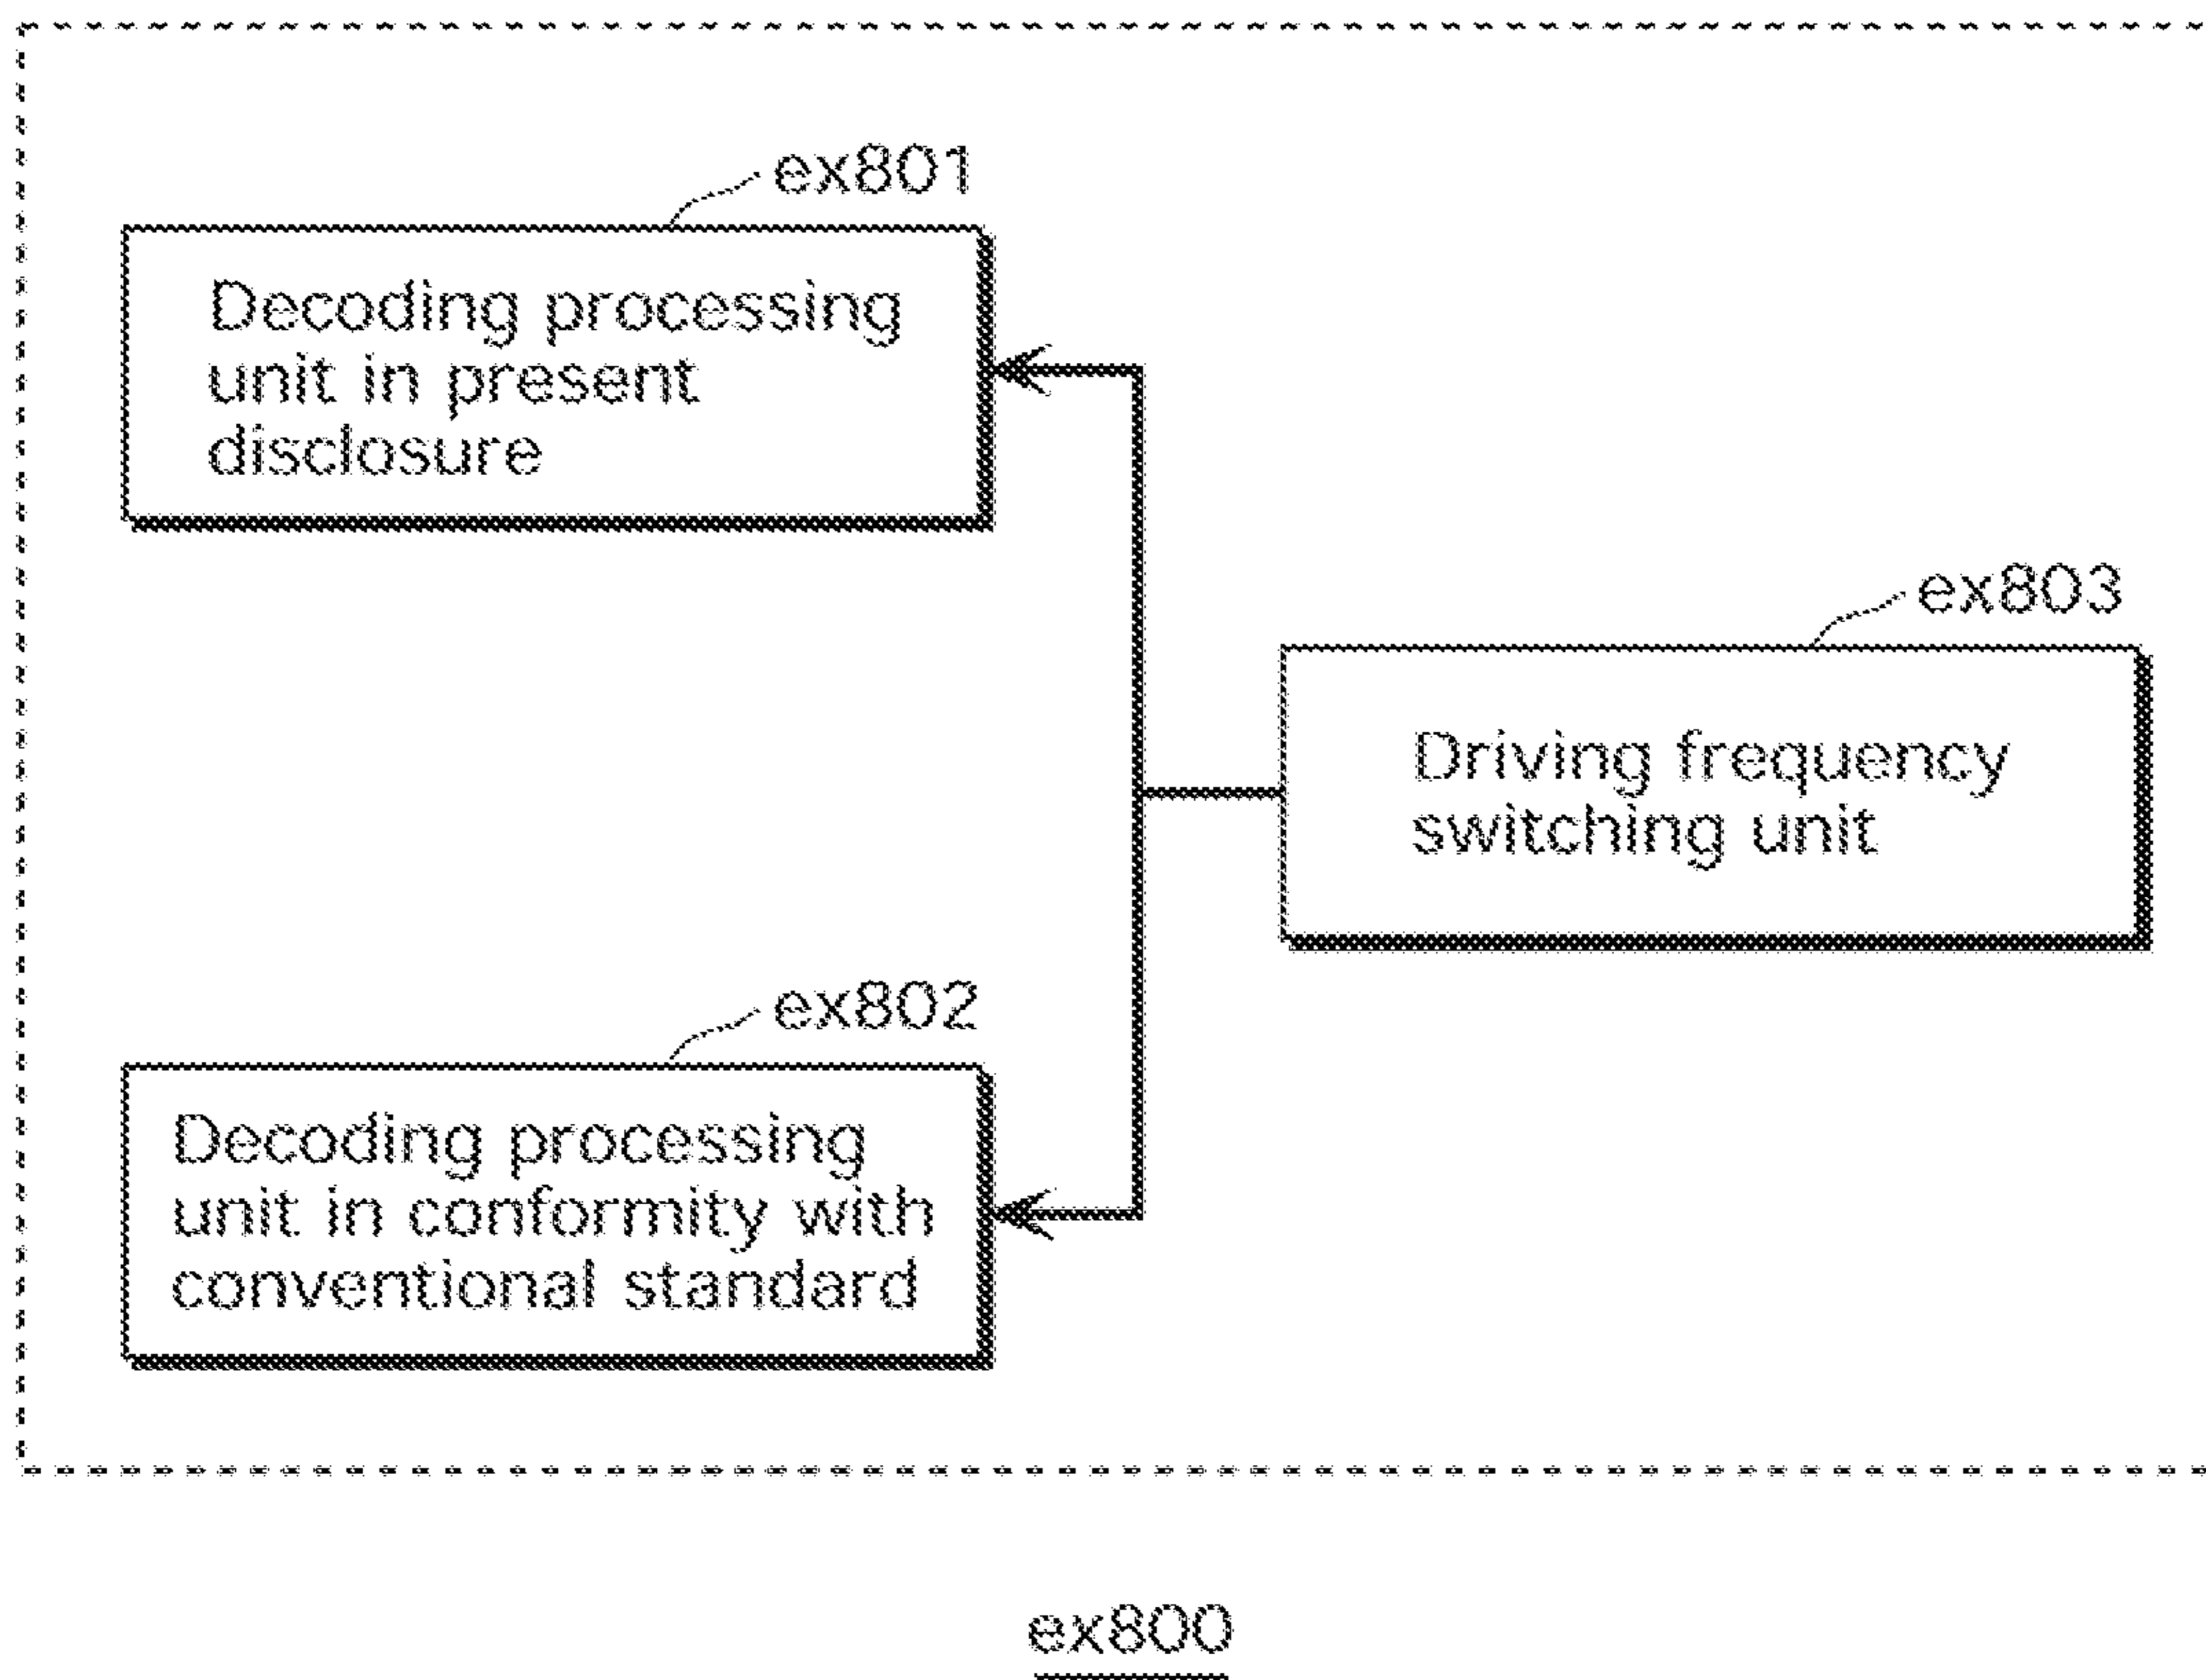 ex801
Decoding processing
unit in present
disclosure
ex803
Driving frequency
switching unit
ex802
Decoding processing
unit in conformity with
conventional standard
ex800